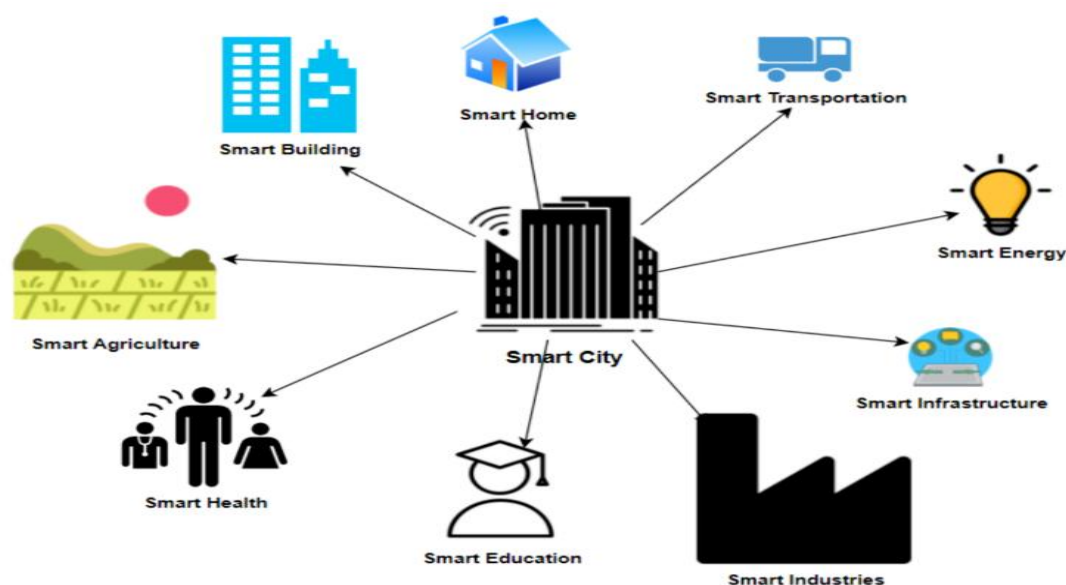 Smart Home
Smart Transportation
Smart Building
Smart Energy
Smart Agriculture
Smart City
Smart Infrastructure
Smart Health
Smart Education
Smart Industries